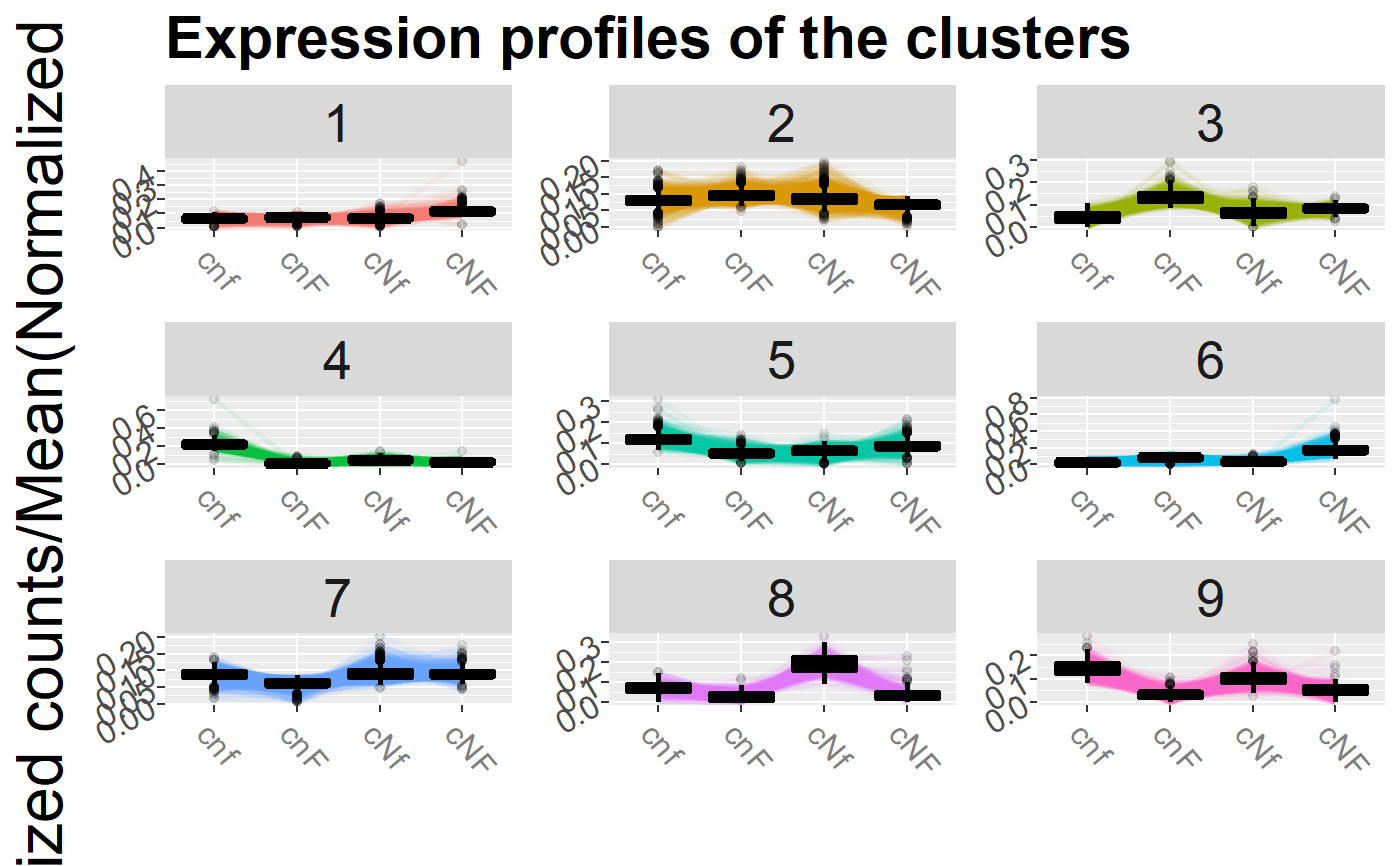 Expression profiles of the clusters
ized counts/Mean(Normalized
1
0.4
0.3
0.2
0.1
0.0
cnf
cnF
cNf
cNF
2
0.20
0.15
0.10
0.05
0.00
cnf
cnF
cNf
cNF
3
0.3
0.2
0.1
0.0
cnf
cnF
cNf
cNF
4
0.6
0.4
0.2
0.0
cnf
cnF
cNf
cNF
5
0.3
0.2
0.1
0.0
cnf
cnF
cNf
cNF
6
0.8
0.6
0.4
0.2
0.0
cnf
cnF
cNf
cNF
7
0.20
0.15
0.10
0.05
0.00
cnf
cnF
cNf
cNF
8
0.3
0.2
0.1
0.0
cnf
cnF
cNf
cNF
9
0.2
0.1
0.0
cnf
cnF
cNf
cNF